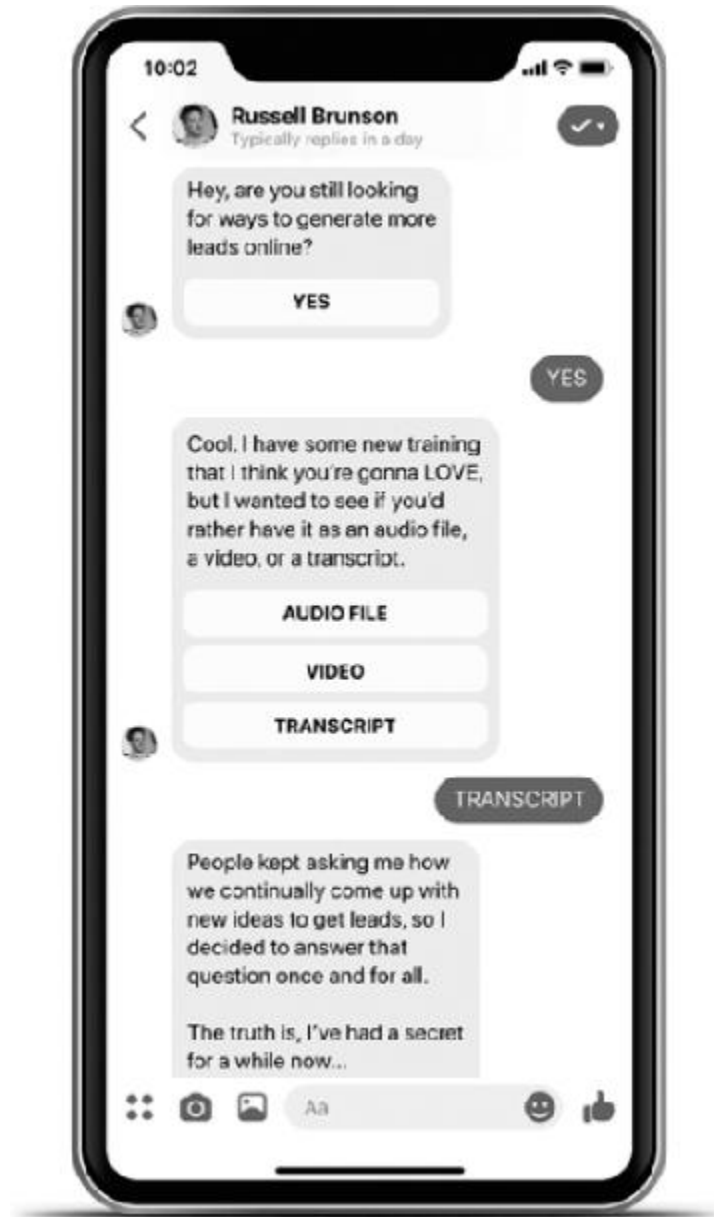 10:02
Russell Brunson
Typically replies in a day
Hey, are you still looking
for ways to generate more
leads online?
YES
YES
Cool. I have some new training
that I think you're gonna LOVE,
but I wanted to see if you'd
rather have it as an audio file,
a video, or a transcript.
AUDIO FILE
VIDEO
TRANSCRIPT
TRANSCRIPT
People kept asking me how
we continually come up with
new ideas to get leads, so I
decided to answer that
question once and for all.
The truth is, I've had a secret
for a while now...
Aa